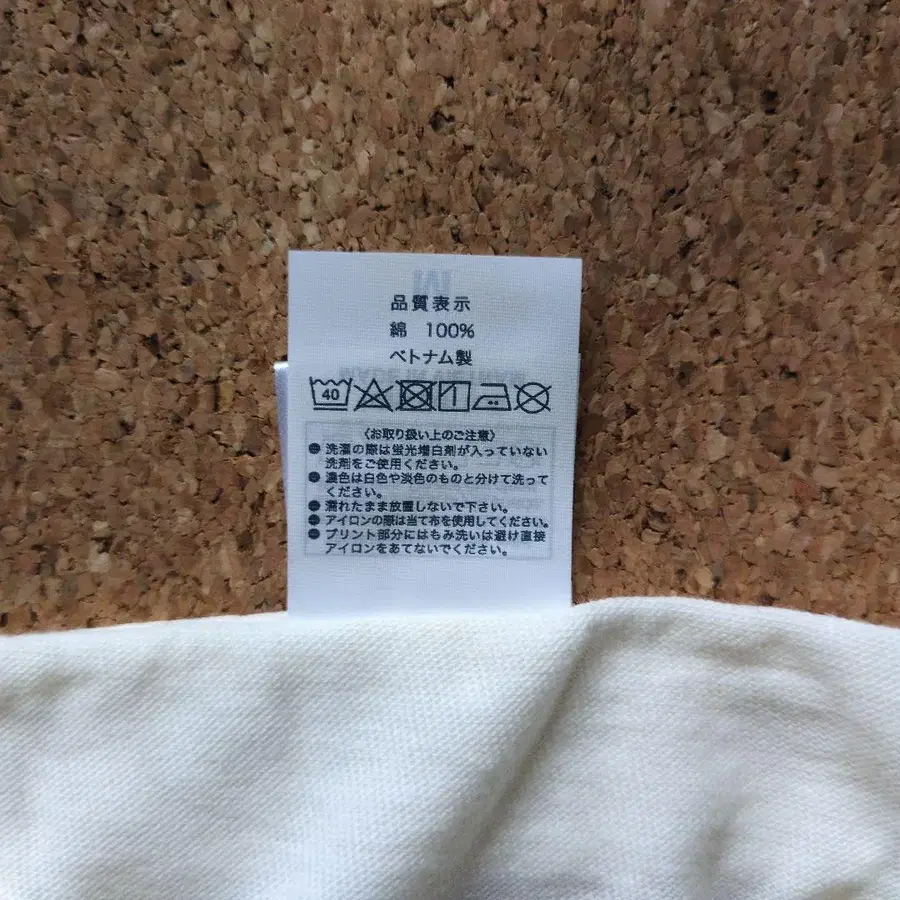 品質表示
綿 100%
ベトナム製
40
〈お取り扱い上のご注意〉
● 洗濯の際は蛍光増白剤が入っていない
洗剤をご使用ください。
● 濃色は白色や淡色のものと分けて洗って
ください。
● 濡れたまま放置しないで下さい。
● アイロンの際は当て布を使用してください。
● プリント部分にはもみ洗いは避け直接
アイロンをあてないでください。